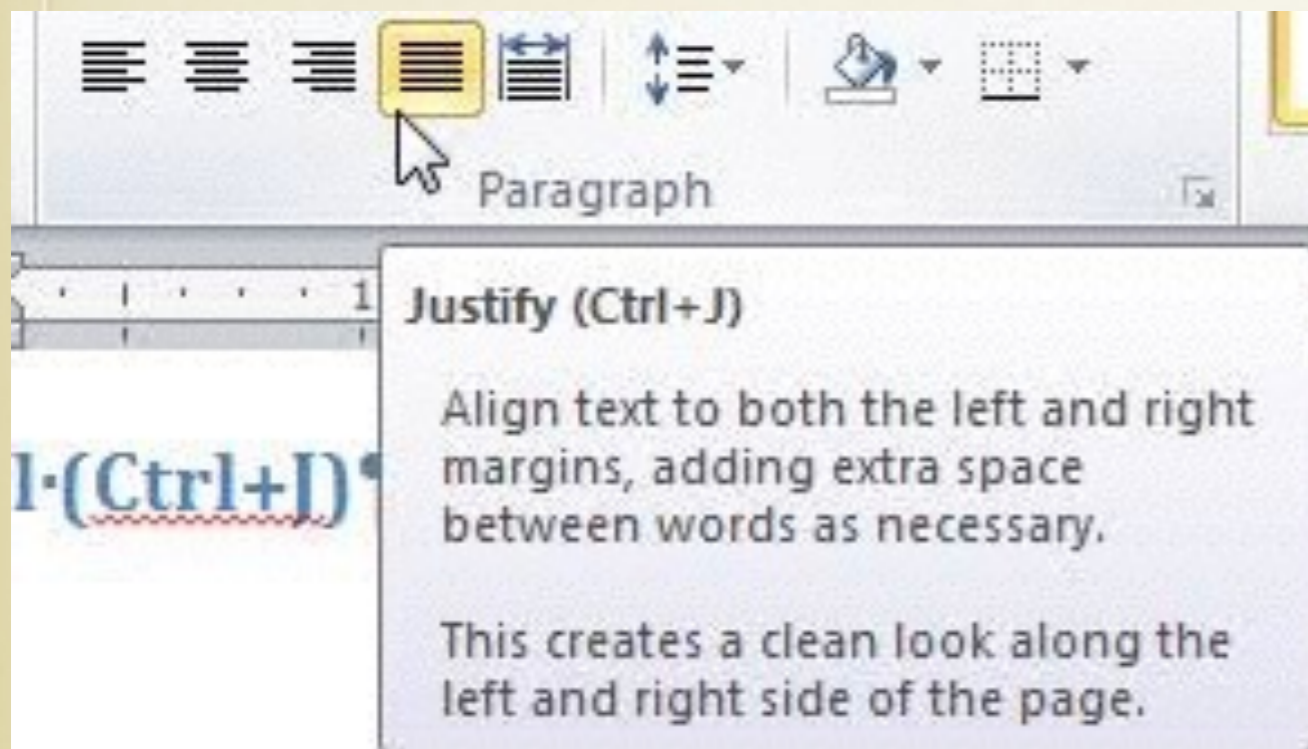 Paragraph
1
Justify (Ctrl+J)
Align text to both the left and right
margins, adding extra space
between words as necessary.
l·(Ctrl+J)
This creates a clean look along the
left and right side of the page.